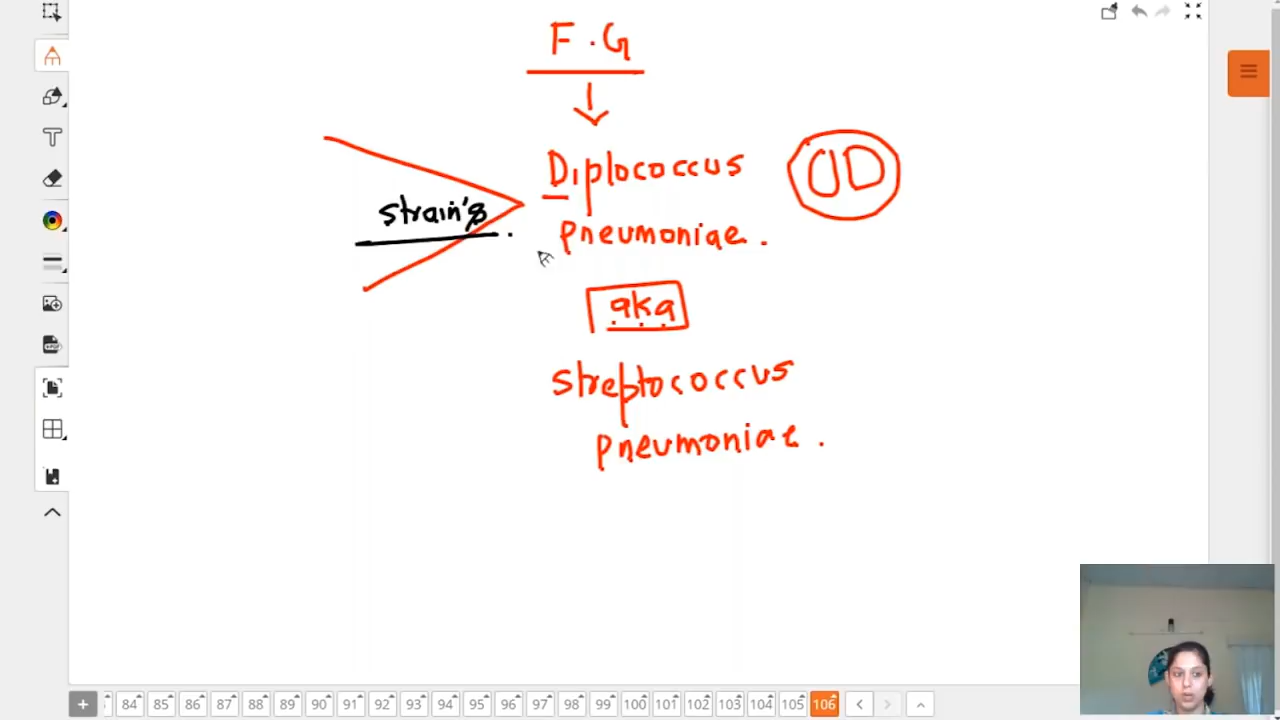 F.G
Diplococcus
strain's.
pneumoniae.
aka
streptococcus
pneumoniae.
84 85 86 87 88 89 90 91 92 93 94 95 96 97 98 99 100 101 102 103 104 105 106